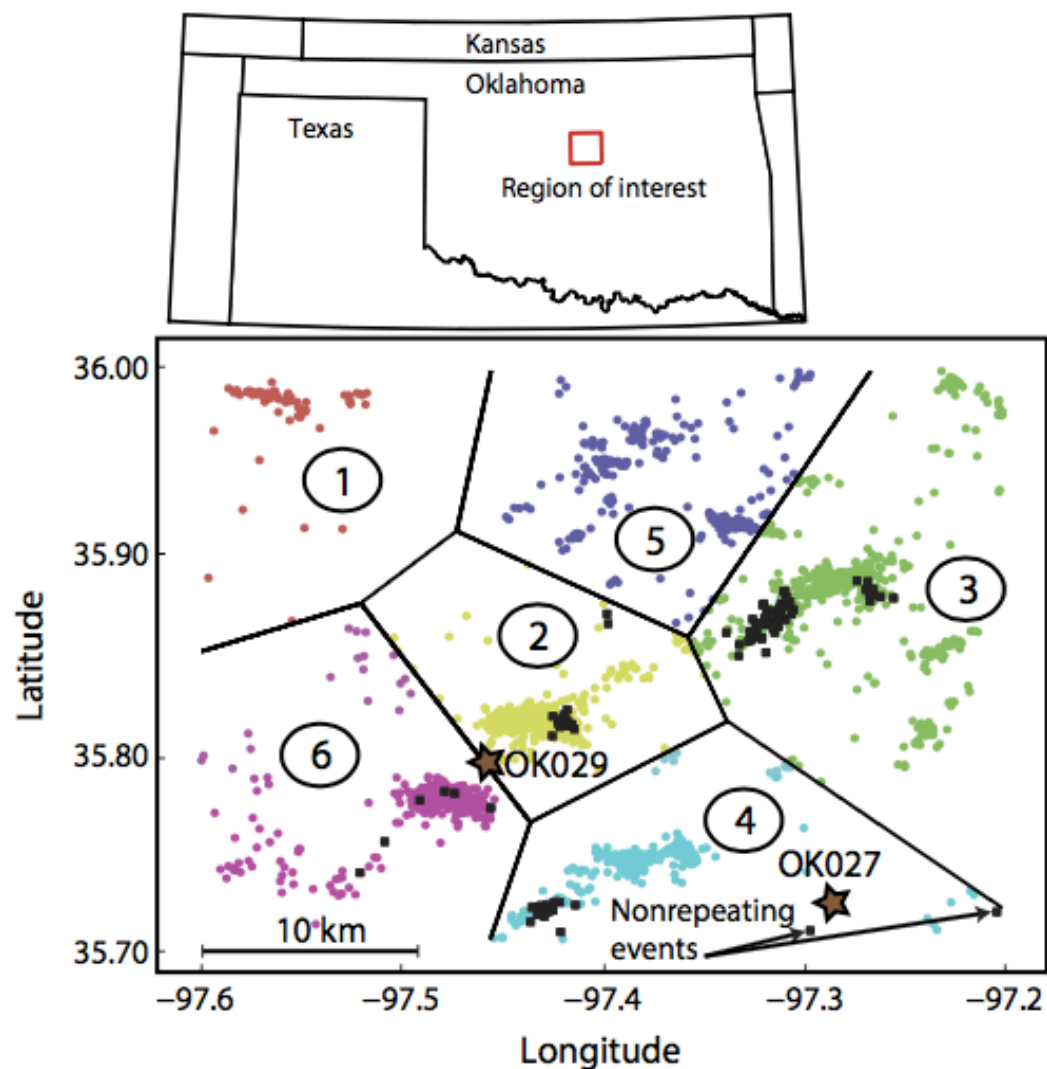 Kansas
Oklahoma
Texas
Region of interest
36.00
1
5
35.90
3
2
Latitude
6
35.80
OK029
4
OK027
Nonrepeating
events
10 km
35.70
−97.6
−97.5
−97.4
−97.3
−97.2
Longitude